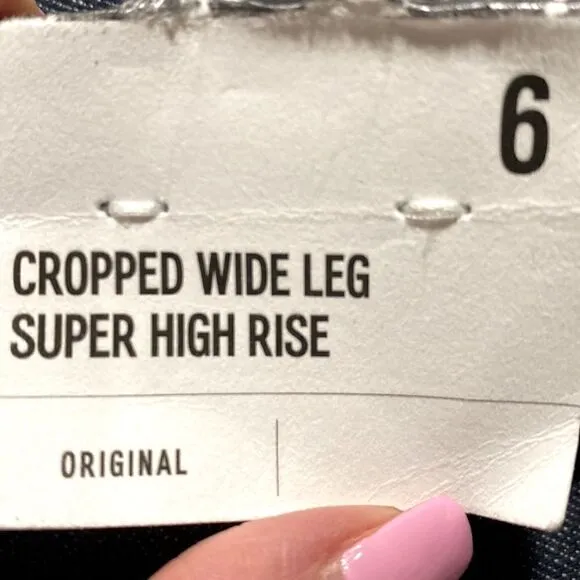 6
CROPPED WIDE LEG
SUPER HIGH RISE
ORIGINAL